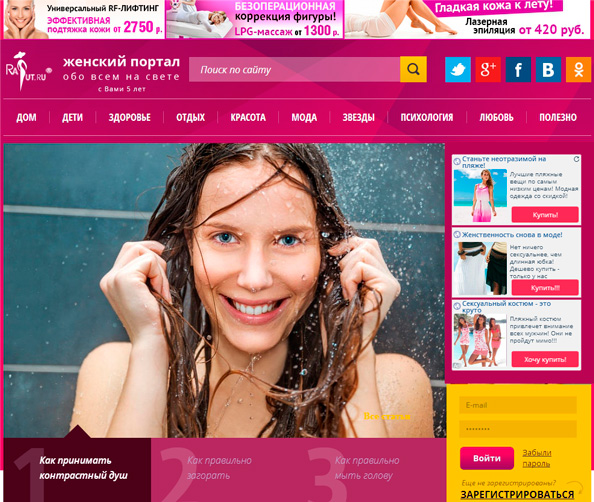 Универсальный RF-ЛИФТИНГ
ЭФФЕКТИВНАЯ
подтяжка кожи от 2750 р.
БЕЗОПЕРАЦИОННАЯ
коррекция фигуры!
LPG-массаж от 1300 р.
Гладкая кожа к лету!
Лазерная
эпиляция от 420 руб.
RA UT.RU ®
женский портал
обо всем на свете
с Вами 5 лет
Поиск по сайту
g+ f B
ДОМ ДЕТИ ЗДОРОВЬЕ ОТДЫХ КРАСОТА МОДА ЗВЕЗДЫ ПСИХОЛОГИЯ ЛЮБОВЬ ПОЛЕЗНО
Станьте неотразимой на
пляже!
Лучшие пляжные
вещи по самым
низким ценам! Модная
одежда со скидкой!
Купить!
Женственность снова в моде!
Нет ничего
сексуальнее, чем
длинная юбка!
Дешево купить -
только у нас
Купить!!!
Сексуальный костюм - это
круто
Пляжный костюм
привлечет внимание
всех мужчин! Они не
пройдут мимо!!!
Хочу купить!
Все статьи
1 Как принимать
контрастный душ
2 Как правильно
загорать
3 Как правильно
мыть голову
E-mail
••••••••
Войти
Забыли
пароль?
Еще не зарегистрированы?
ЗАРЕГИСТРИРОВАТЬСЯ